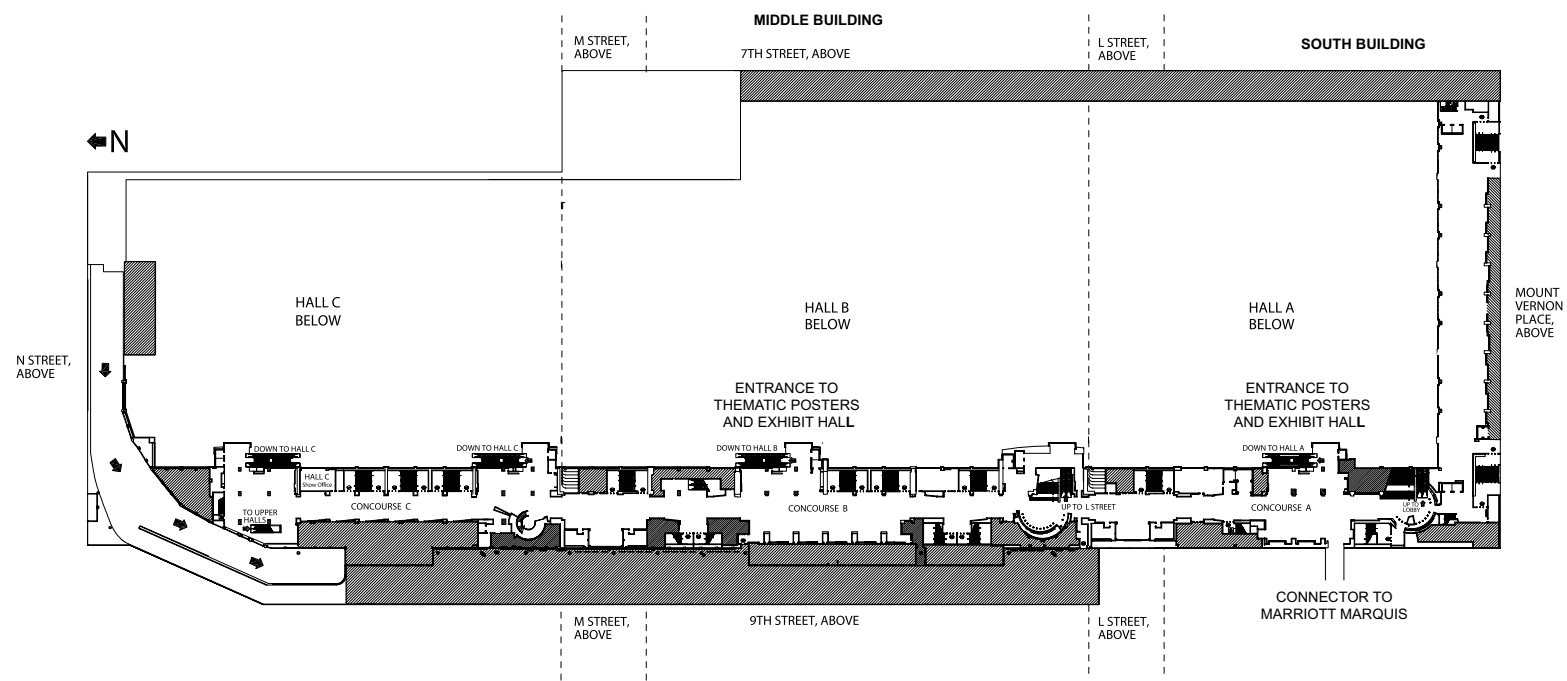 MIDDLE BUILDING
M STREET,
ABOVE
7TH STREET, ABOVE
L STREET,
ABOVE
SOUTH BUILDING
N
HALL C
BELOW
HALL B
BELOW
HALL A
BELOW
MOUNT
VERNON
PLACE,
ABOVE
N STREET,
ABOVE
ENTRANCE TO
THEMATIC POSTERS
AND EXHIBIT HALL
ENTRANCE TO
THEMATIC POSTERS
AND EXHIBIT HALL
DOWN TO HALL C
DOWN TO HALL C
DOWN TO HALL B
DOWN TO HALL A
HALL C
Show Office
TO UPPER
HALLS
CONCOURSE C
CONCOURSE B
UP TO L STREET
CONCOURSE A
UP TO
LOBBY
CONNECTOR TO
MARRIOTT MARQUIS
M STREET,
ABOVE
9TH STREET, ABOVE
L STREET,
ABOVE